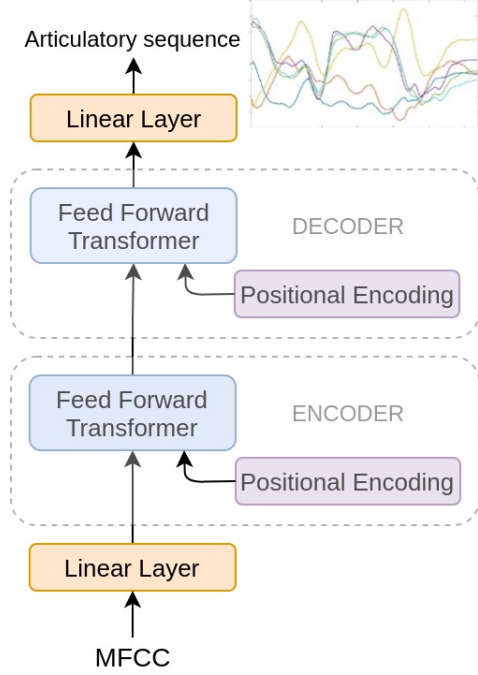 Articulatory sequence
Linear Layer
Feed Forward
Transformer
DECODER
Positional Encoding
Feed Forward
Transformer
ENCODER
Positional Encoding
Linear Layer
MFCC